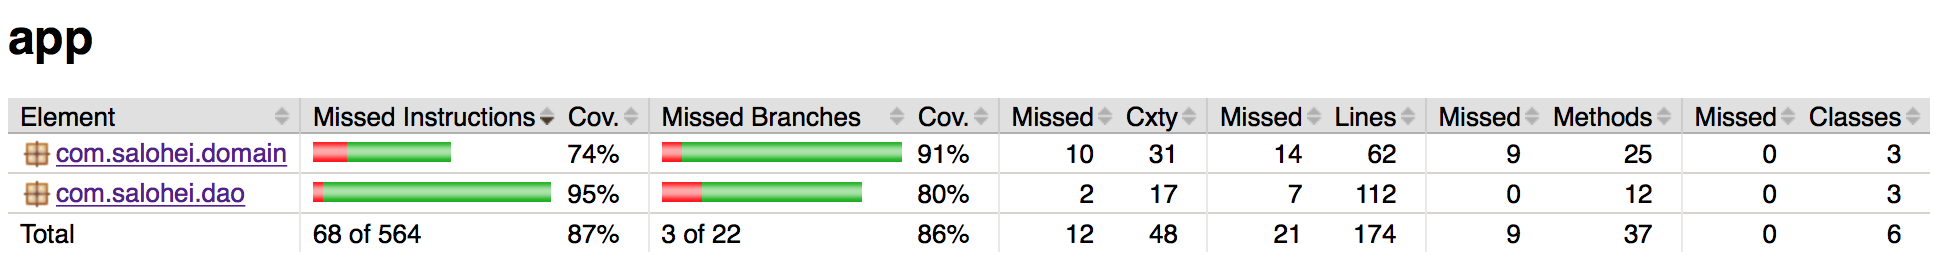 app
Element Missed Instructions Cov. Missed Branches Cov. Missed Cxty Missed Lines Missed Methods Missed Classes
com.salohei.domain 74% 91% 10 31 14 62 9 25 0 3
com.salohei.dao 95% 80% 2 17 7 112 0 12 0 3
Total 68 of 564 87% 3 of 22 86% 12 48 21 174 9 37 0 6